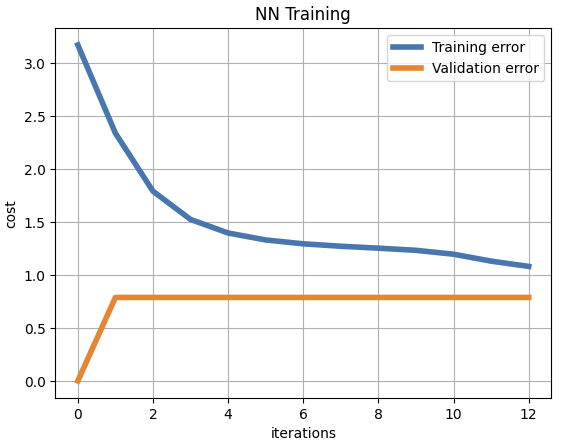 NN Training
Training error
Validation error
cost
3.0
2.5
2.0
1.5
1.0
0.5
0.0
0 2 4 6 8 10 12
iterations